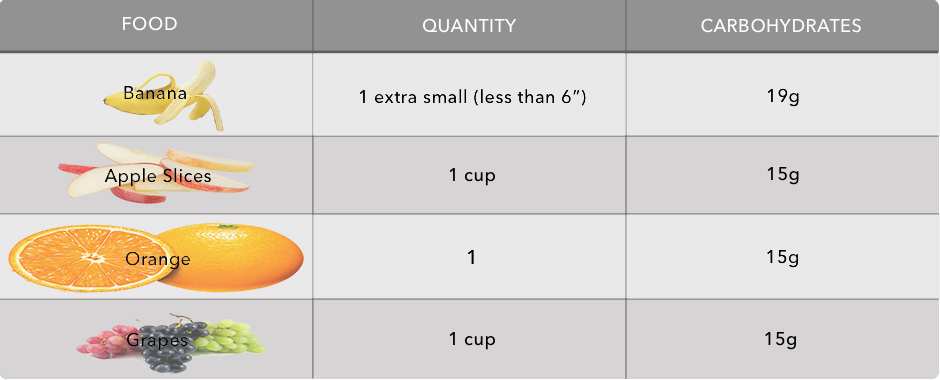 FOOD QUANTITY CARBOHYDRATES
Banana 1 extra small (less than 6”) 19g
Apple Slices 1 cup 15g
Orange 1 15g
Grapes 1 cup 15g